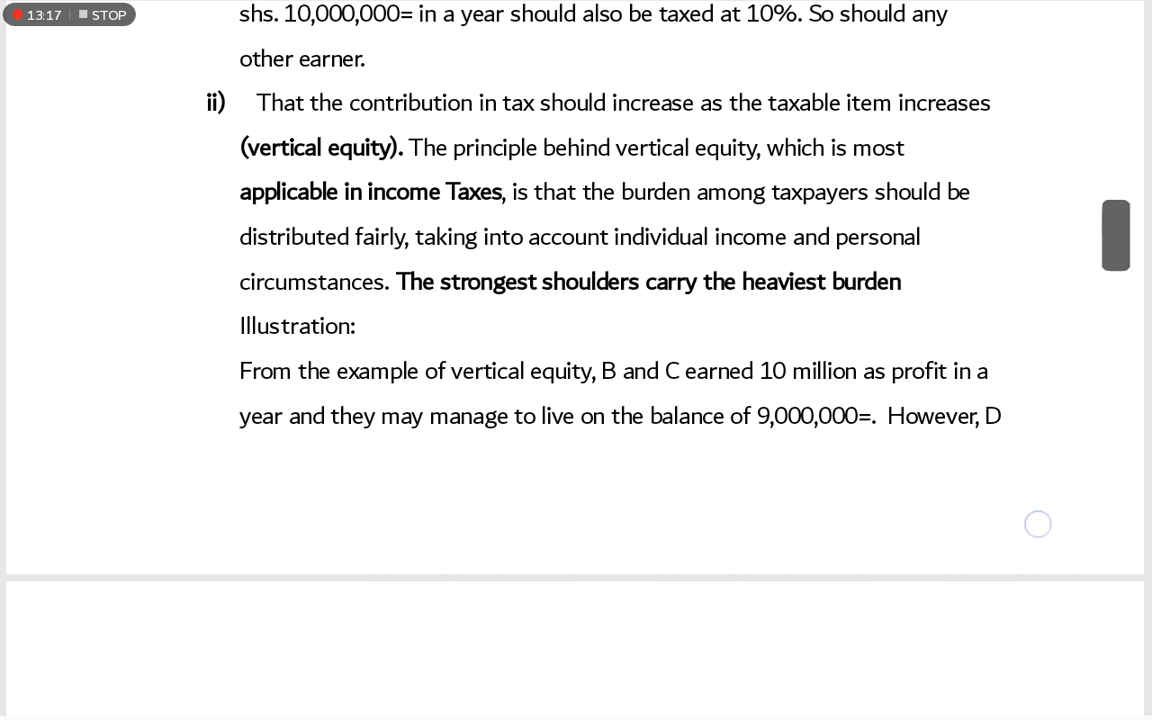 13:17 STOP
shs. 10,000,000= in a year should also be taxed at 10%. So should any
other earner.
ii) That the contribution in tax should increase as the taxable item increases
(vertical equity). The principle behind vertical equity, which is most
applicable in income Taxes, is that the burden among taxpayers should be
distributed fairly, taking into account individual income and personal
circumstances. The strongest shoulders carry the heaviest burden
Illustration:
From the example of vertical equity, B and C earned 10 million as profit in a
year and they may manage to live on the balance of 9,000,000=. However, D